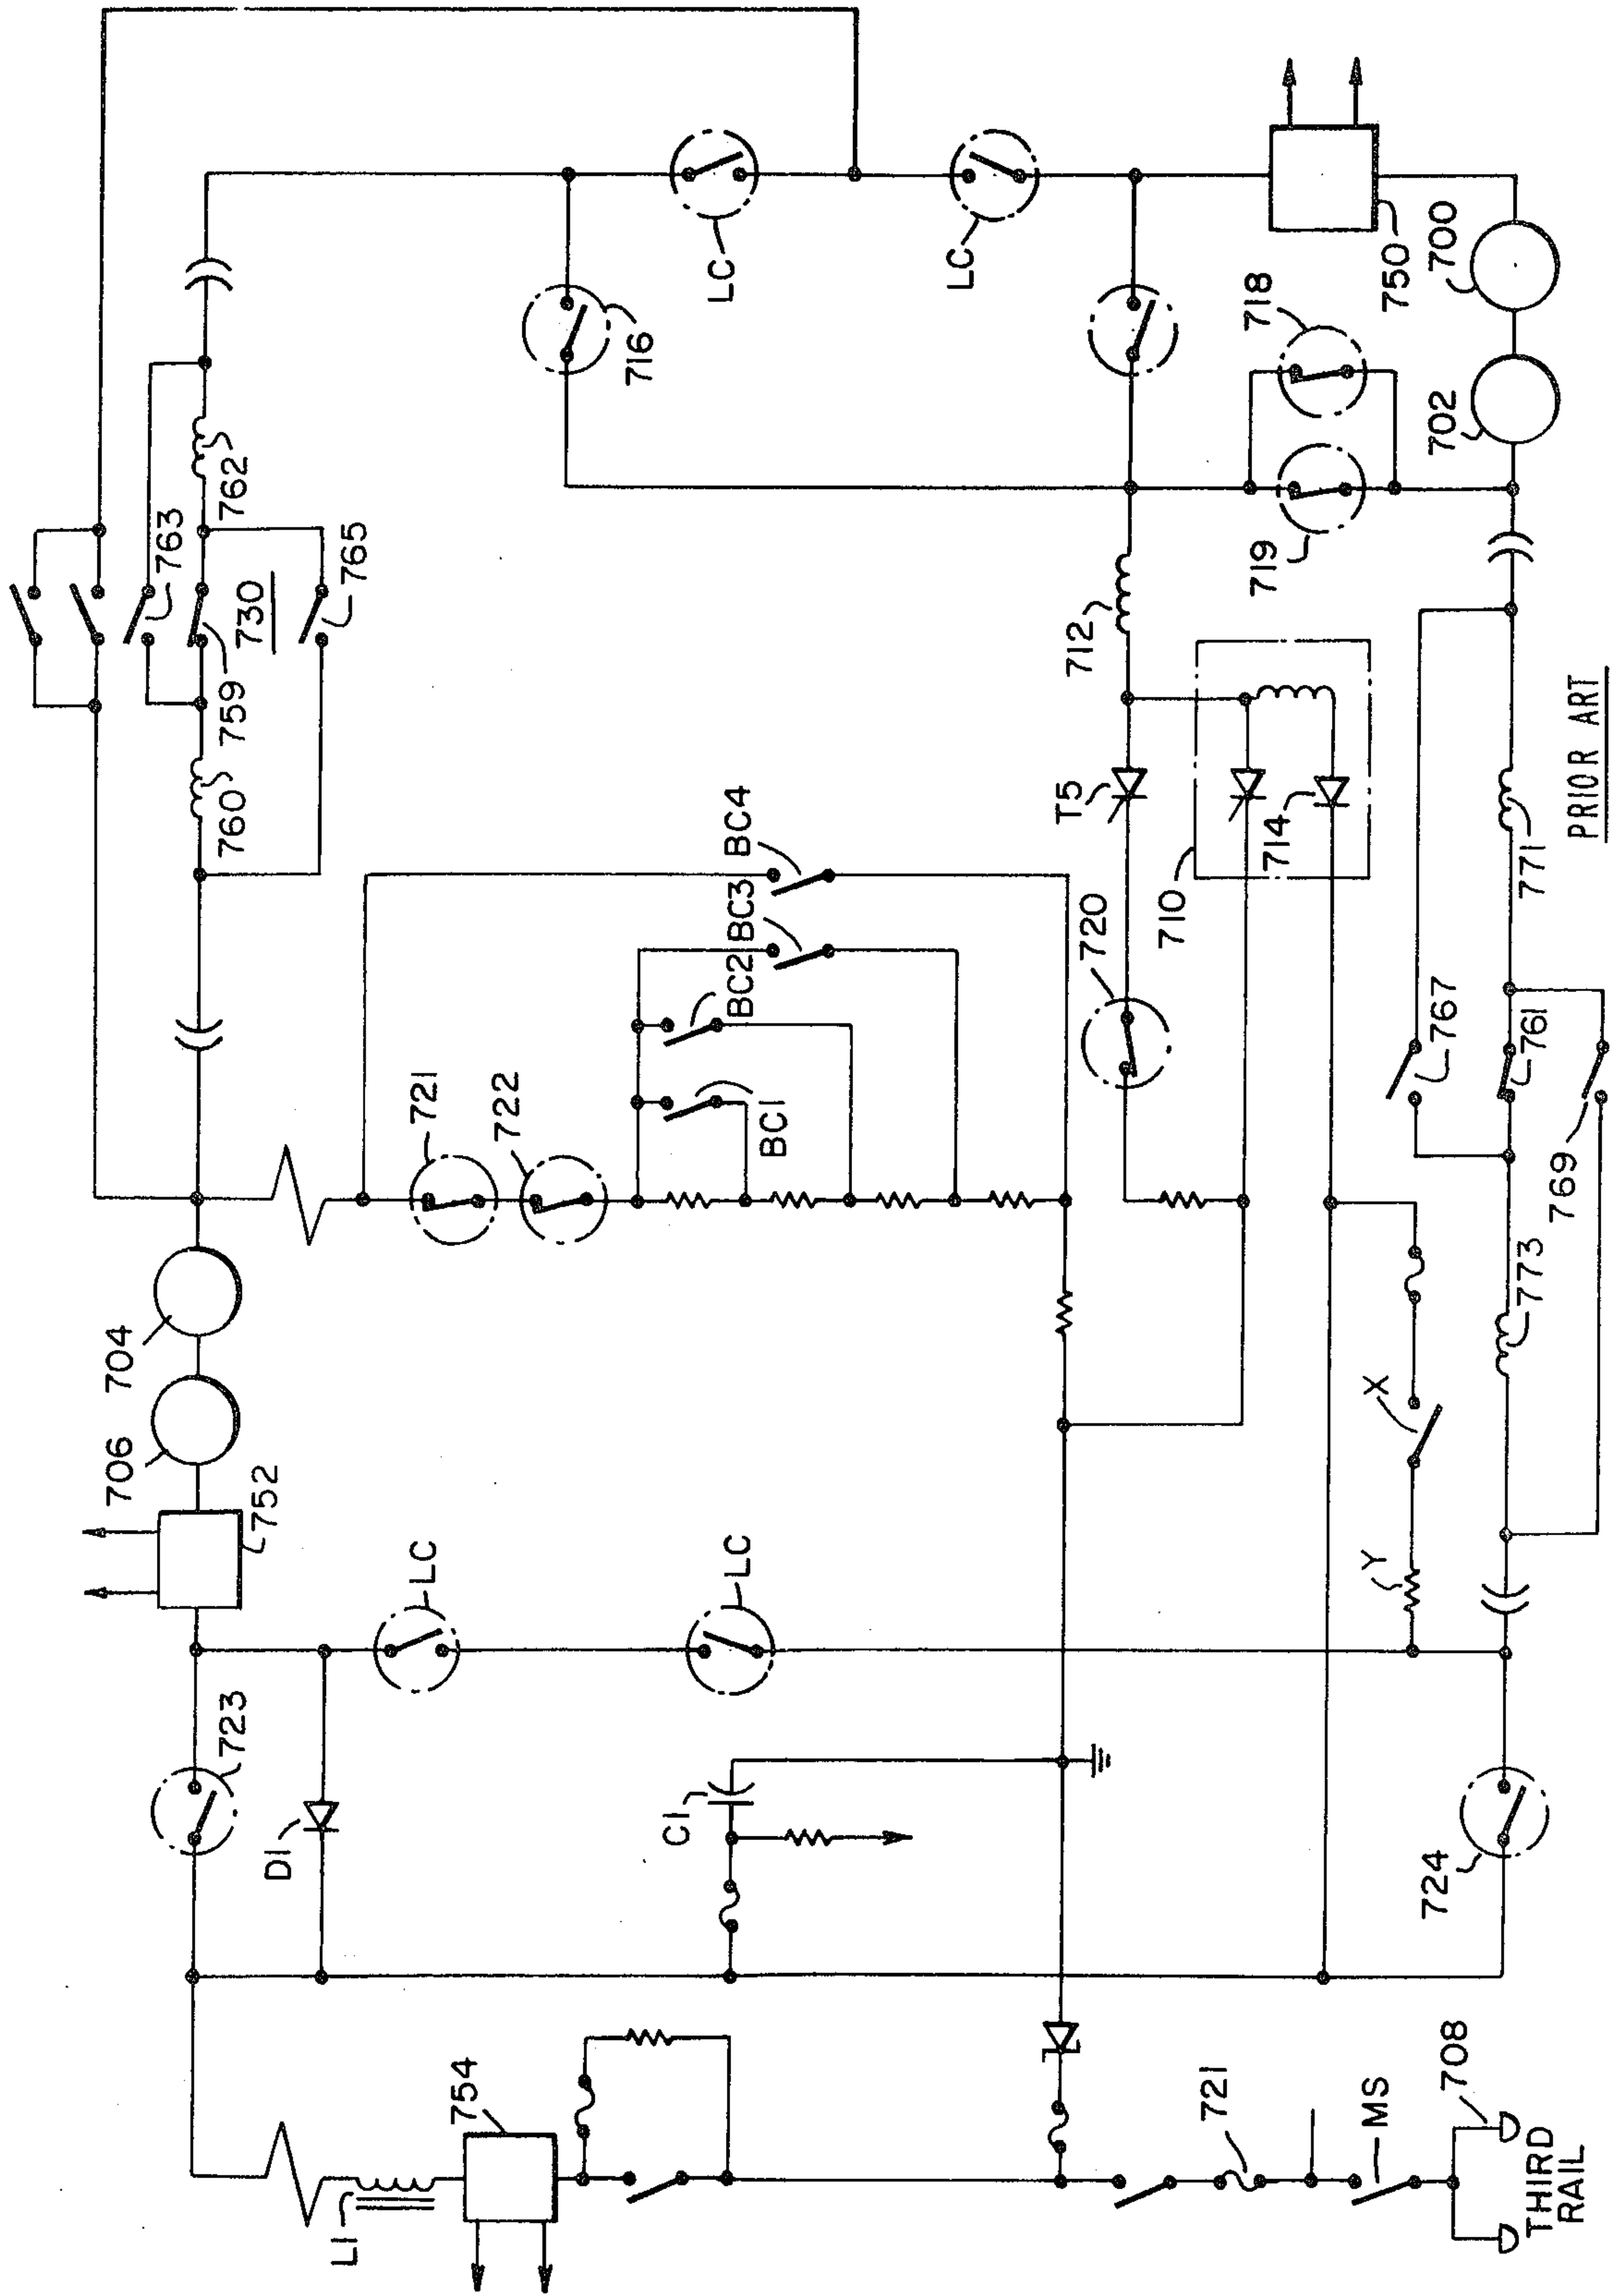 706
704
752
723
D1
LC
LC
C1
L1
754
721
MS
708
THIRD
RAIL
724
Y
X
773
769
761
767
771
721
722
BC1
BC2
BC3
BC4
720
T5
710
714
712
760
759
730
763
762
765
716
LC
LC
719
718
702
700
750
PRIOR ART